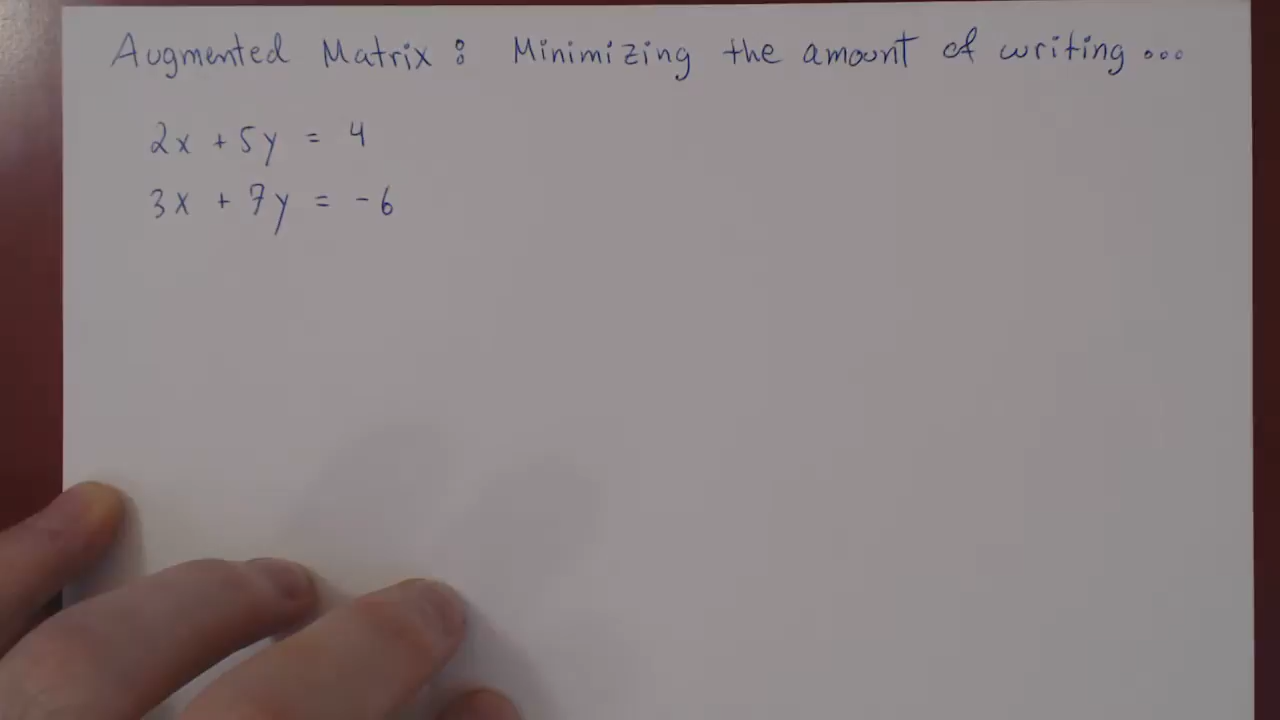 Augmented Matrix: Minimizing the amount of writing...
2x + 5y = 4
3x + 7y = -6